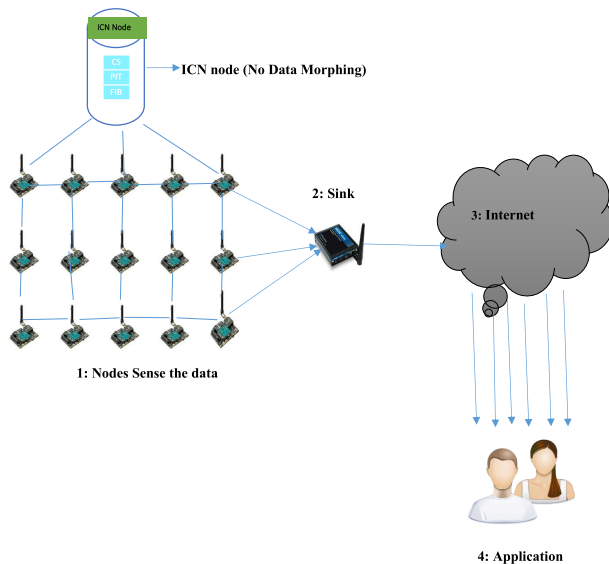 ICN Node
CS
PIT
FIB
ICN node (No Data Morphing)
2: Sink
3: Internet
1: Nodes Sense the data
4: Application